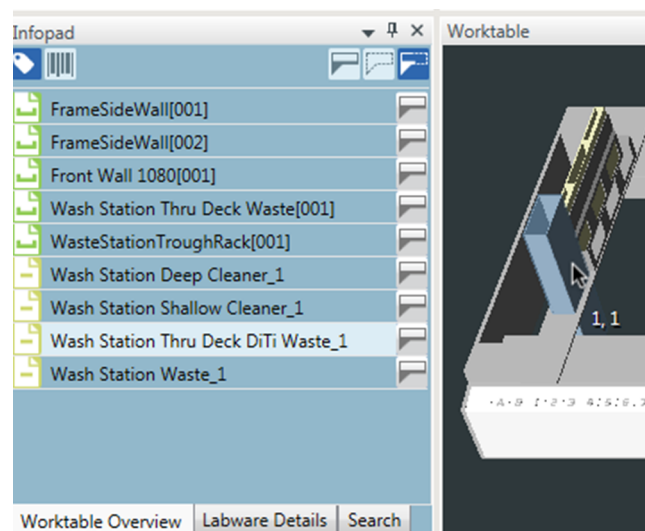 Infopad
Worktable
FrameSideWall[001]
FrameSideWall[002]
Front Wall 1080[001]
Wash Station Thru Deck Waste[001]
WasteStationTroughRack[001]
Wash Station Deep Cleaner_1
Wash Station Shallow Cleaner_1
Wash Station Thru Deck DiTi Waste_1
Wash Station Waste_1
1, 1
Worktable Overview
Labware Details
Search